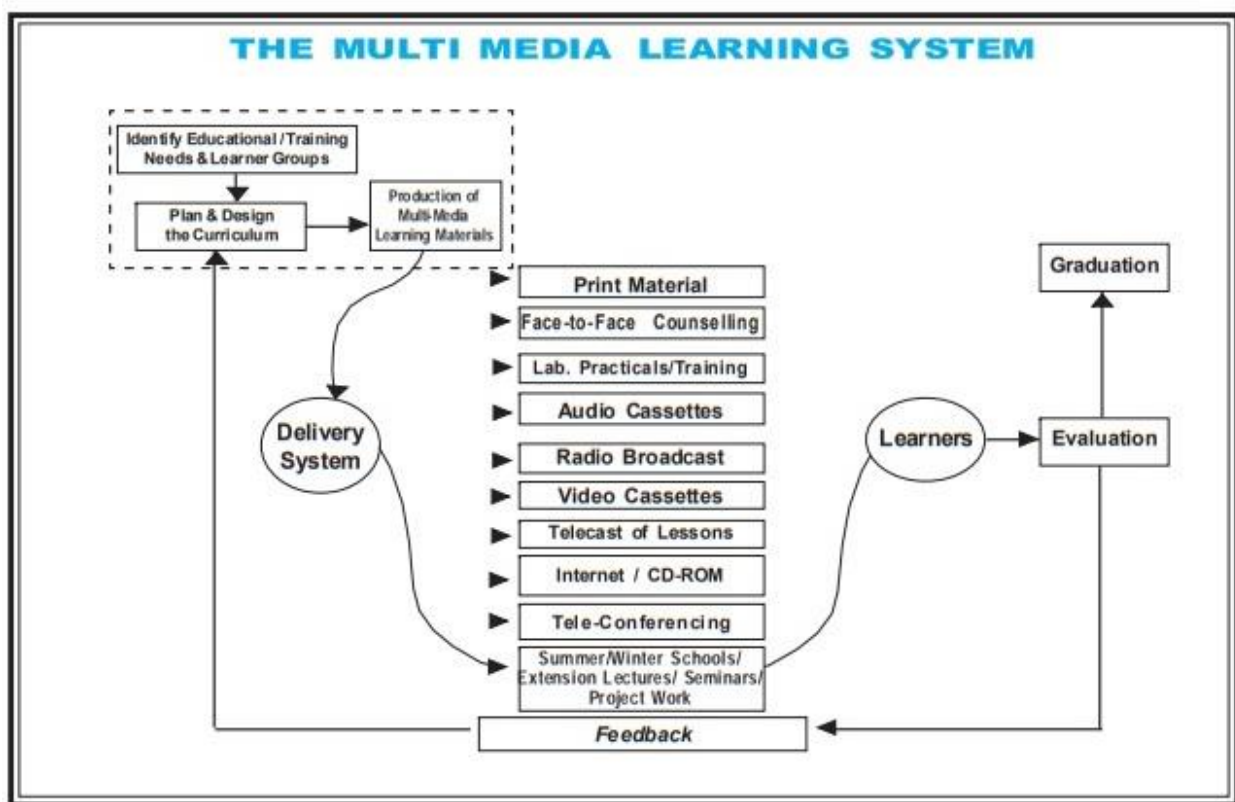 THE MULTI MEDIA LEARNING SYSTEM
Identify Educational /Training
Needs & Learner Groups
Plan & Design
the Curriculum
Production of
Multi-Media
Learning Materials
Delivery
System
Print Material
Face-to-Face Counselling
Lab. Practicals/Training
Audio Cassettes
Radio Broadcast
Video Cassettes
Telecast of Lessons
Internet / CD-ROM
Tele-Conferencing
Summer/Winter Schools/
Extension Lectures/ Seminars/
Project Work
Learners
Evaluation
Graduation
Feedback